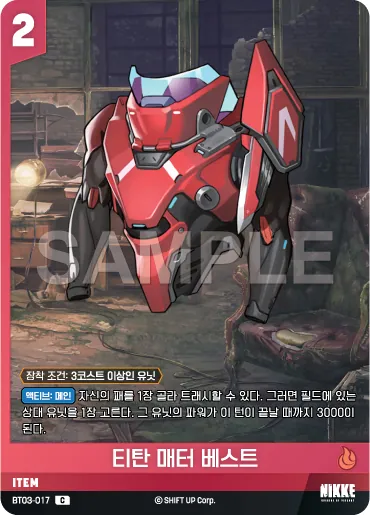 2
SAMPLE
장착 조건: 3코스트 이상인 유닛
액티브: 메인 자신의 패를 1장 골라 트래시할 수 있다. 그러면 필드에 있는
상대 유닛을 1장 고른다. 그 유닛의 파워가 이 턴이 끝날 때까지 3000이
된다.
티탄 매터 베스트
ITEM
BT03-017 C
© SHIFT UP Corp.
NIKKE